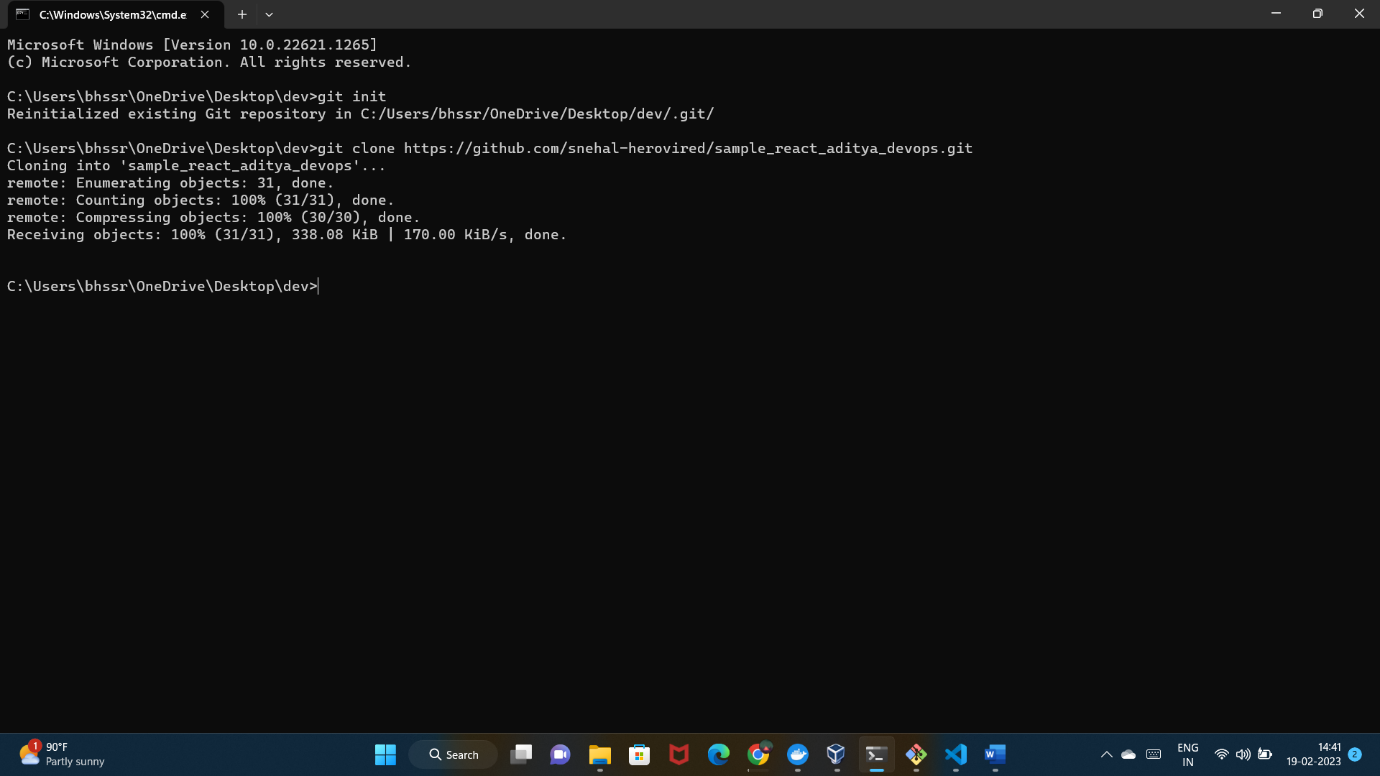 C:\Windows\System32\cmd.e
Microsoft Windows [Version 10.0.22621.1265]
(c) Microsoft Corporation. All rights reserved.
C:\Users\bhssr\OneDrive\Desktop\dev>git init
Reinitialized existing Git repository in C:/Users/bhssr/OneDrive/Desktop/dev/.git/
C:\Users\bhssr\OneDrive\Desktop\dev>git clone https://github.com/snehal-herovired/sample_react_aditya_devops.git
Cloning into 'sample_react_aditya_devops'...
remote: Enumerating objects: 31, done.
remote: Counting objects: 100% (31/31), done.
remote: Compressing objects: 100% (30/30), done.
Receiving objects: 100% (31/31), 338.08 KiB | 170.00 KiB/s, done.
C:\Users\bhssr\OneDrive\Desktop\dev>
1
90°F
Partly sunny
Search
W
ENG
IN
14:41
19-02-2023
2